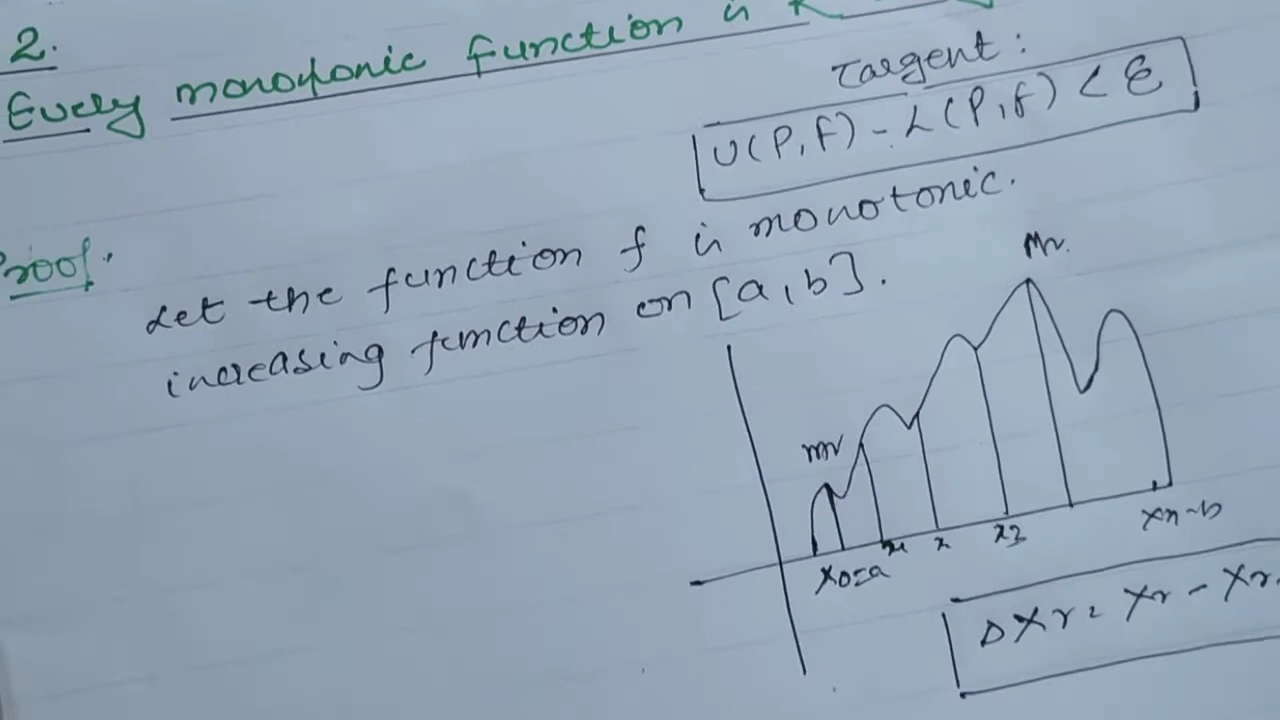 2.
Every monotonic function is R
Target:
U(P,f) - L(P,f) < ε
Proof.
Let the function f is monotonic.
increasing function on [a,b].
Mr.
mr
x0=a
x
x3
xn-b
Δxr = xr - xr